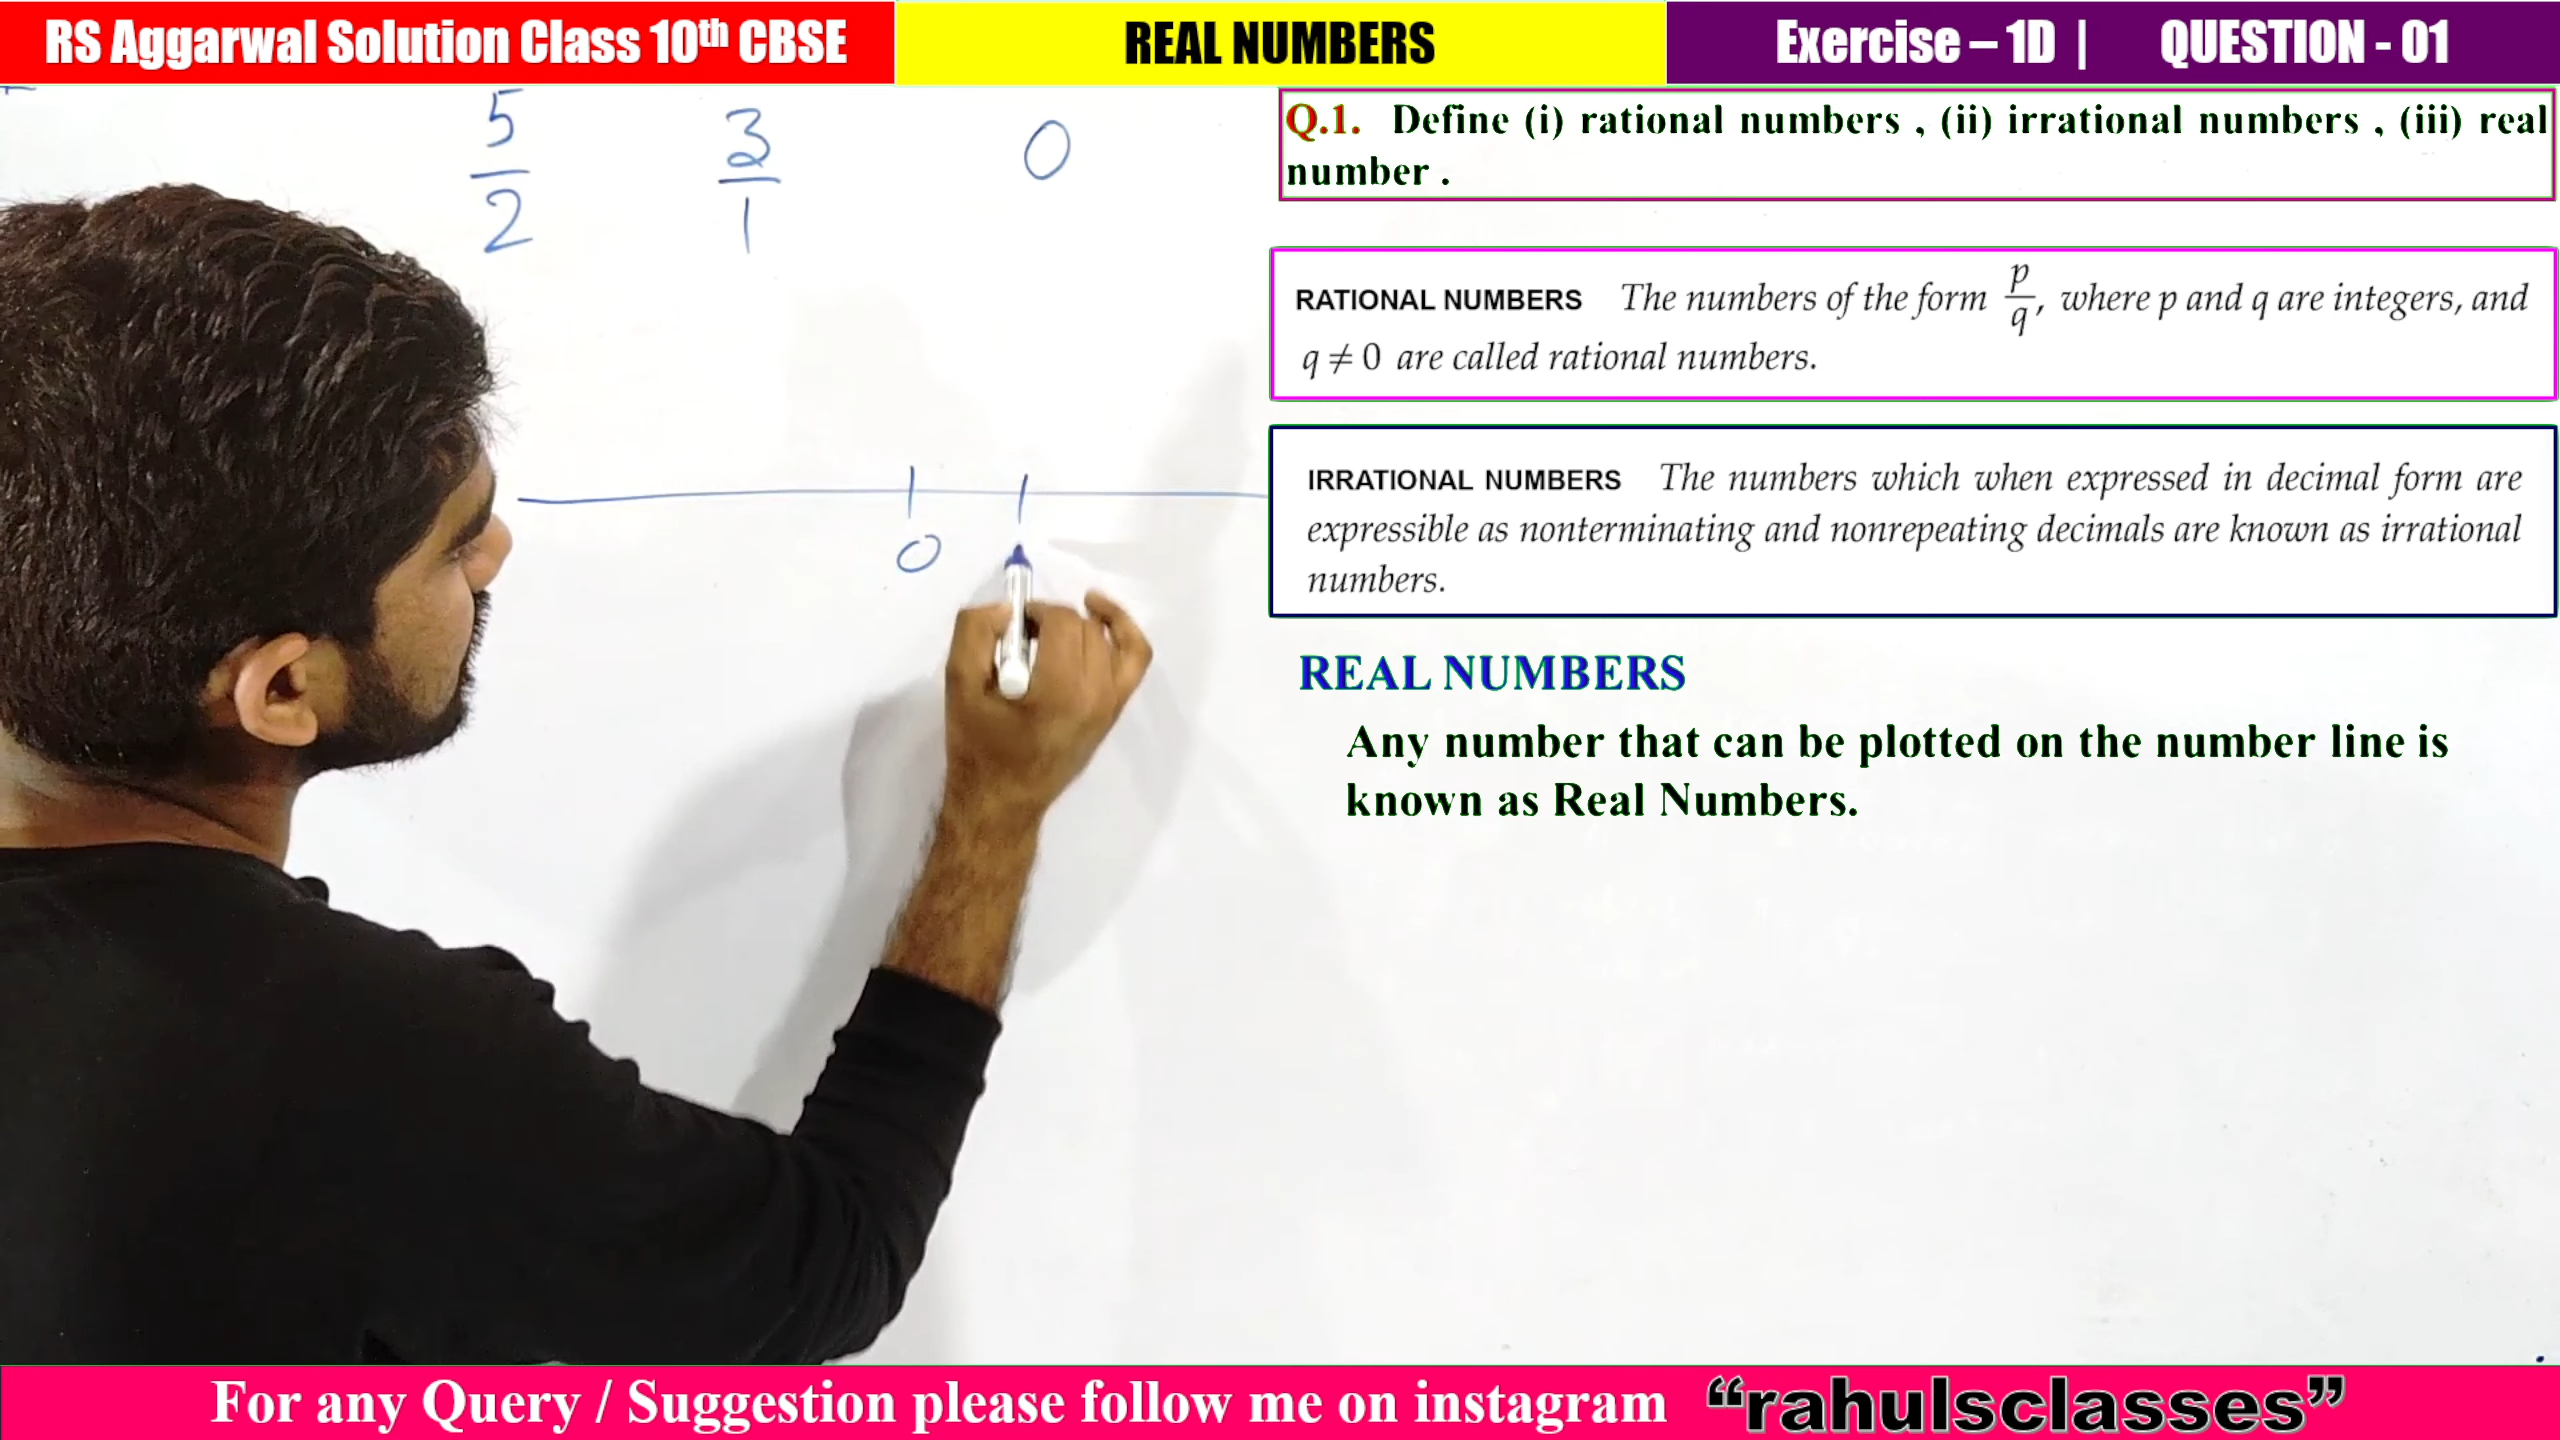 RS Aggarwal Solution Class 10th CBSE
REAL NUMBERS
Exercise – 1D | QUESTION - 01
5/2 3/1 0
0
Q.1. Define (i) rational numbers , (ii) irrational numbers , (iii) real
number .
RATIONAL NUMBERS The numbers of the form p/q, where p and q are integers, and
q ≠ 0 are called rational numbers.
IRRATIONAL NUMBERS The numbers which when expressed in decimal form are
expressible as nonterminating and nonrepeating decimals are known as irrational
numbers.
REAL NUMBERS
Any number that can be plotted on the number line is
known as Real Numbers.
For any Query / Suggestion please follow me on instagram “rahulsclasses”